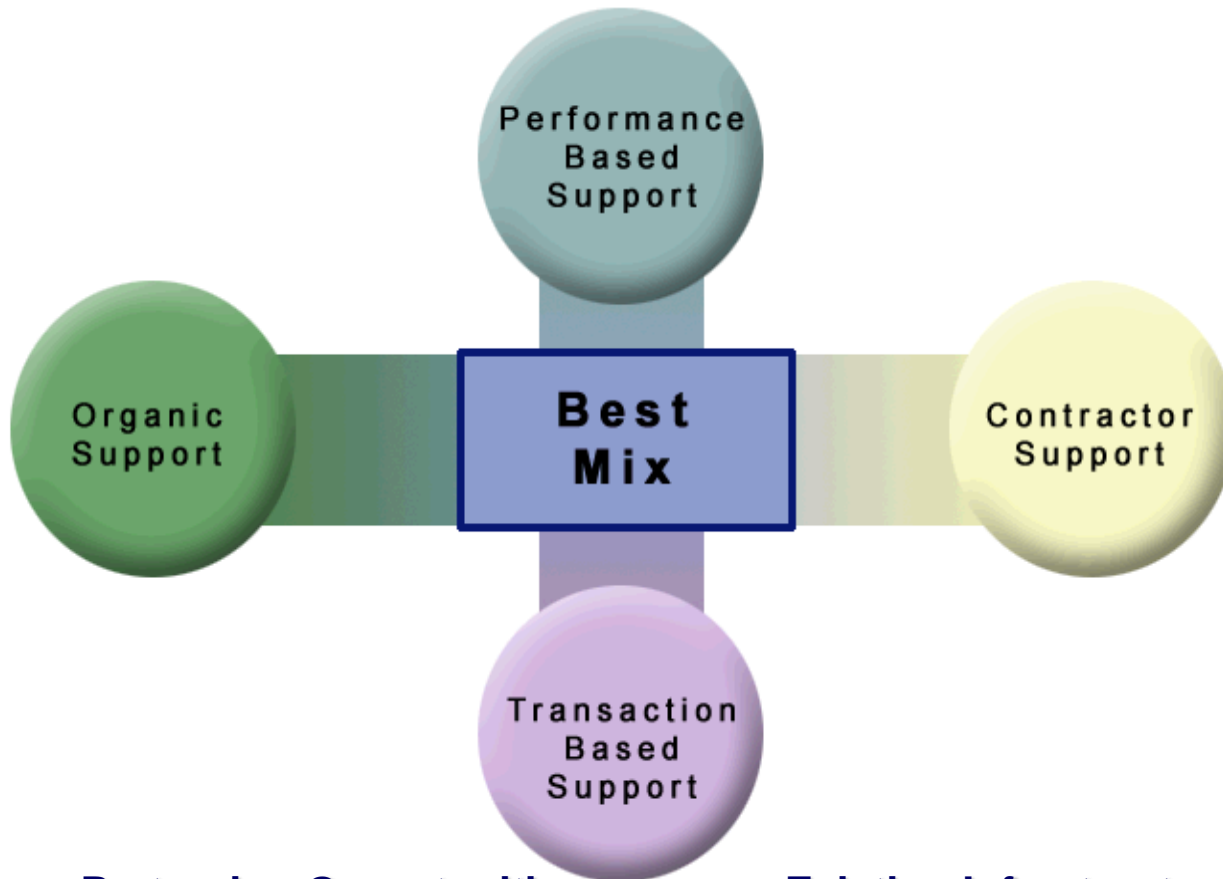 Performance
Based
Support
Organic
Support
Best
Mix
Contractor
Support
Transaction
Based
Support